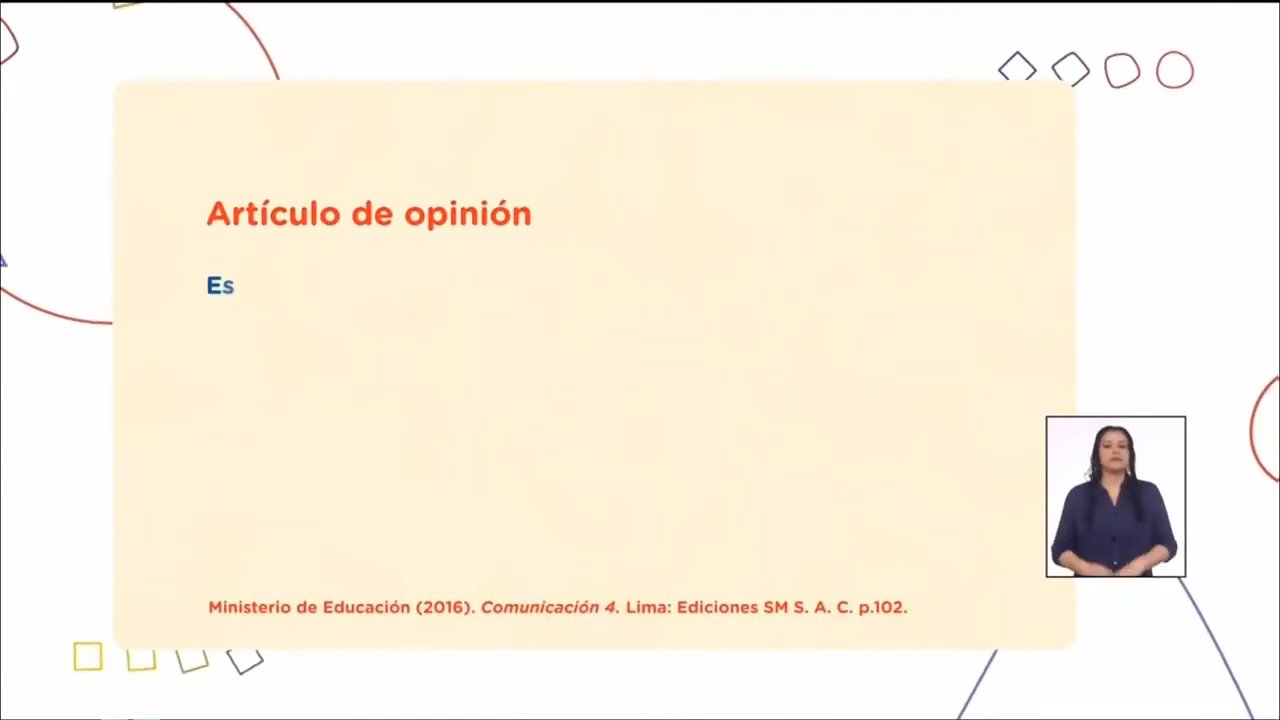 Artículo de opinión
Es
Ministerio de Educación (2016). Comunicación 4. Lima: Ediciones SM S. A. C. p.102.